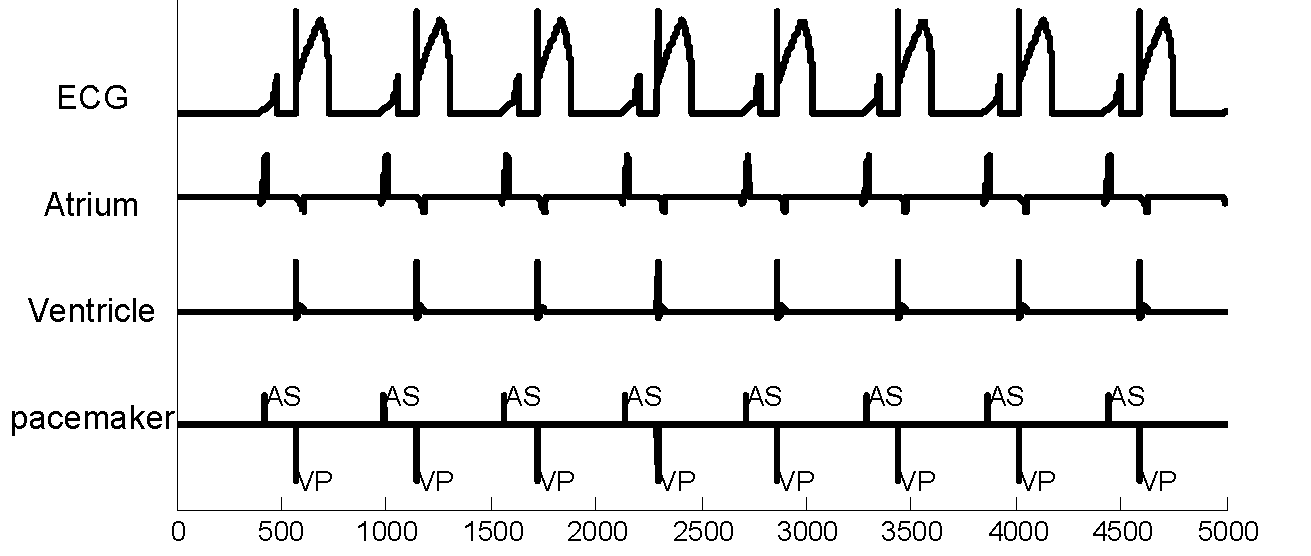 ECG
Atrium
Ventricle
pacemaker
AS AS AS AS AS AS AS AS
VP VP VP VP VP VP VP VP
0 500 1000 1500 2000 2500 3000 3500 4000 4500 5000